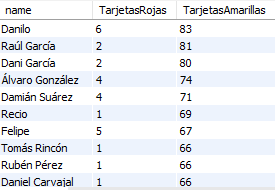 name TarjetasRojas TarjetasAmarillas
Danilo 6 83
Raúl García 2 81
Dani García 2 80
Álvaro González 4 74
Damián Suárez 4 71
Recio 1 69
Felipe 5 67
Tomás Rincón 1 66
Rubén Pérez 1 66
Daniel Carvajal 1 66